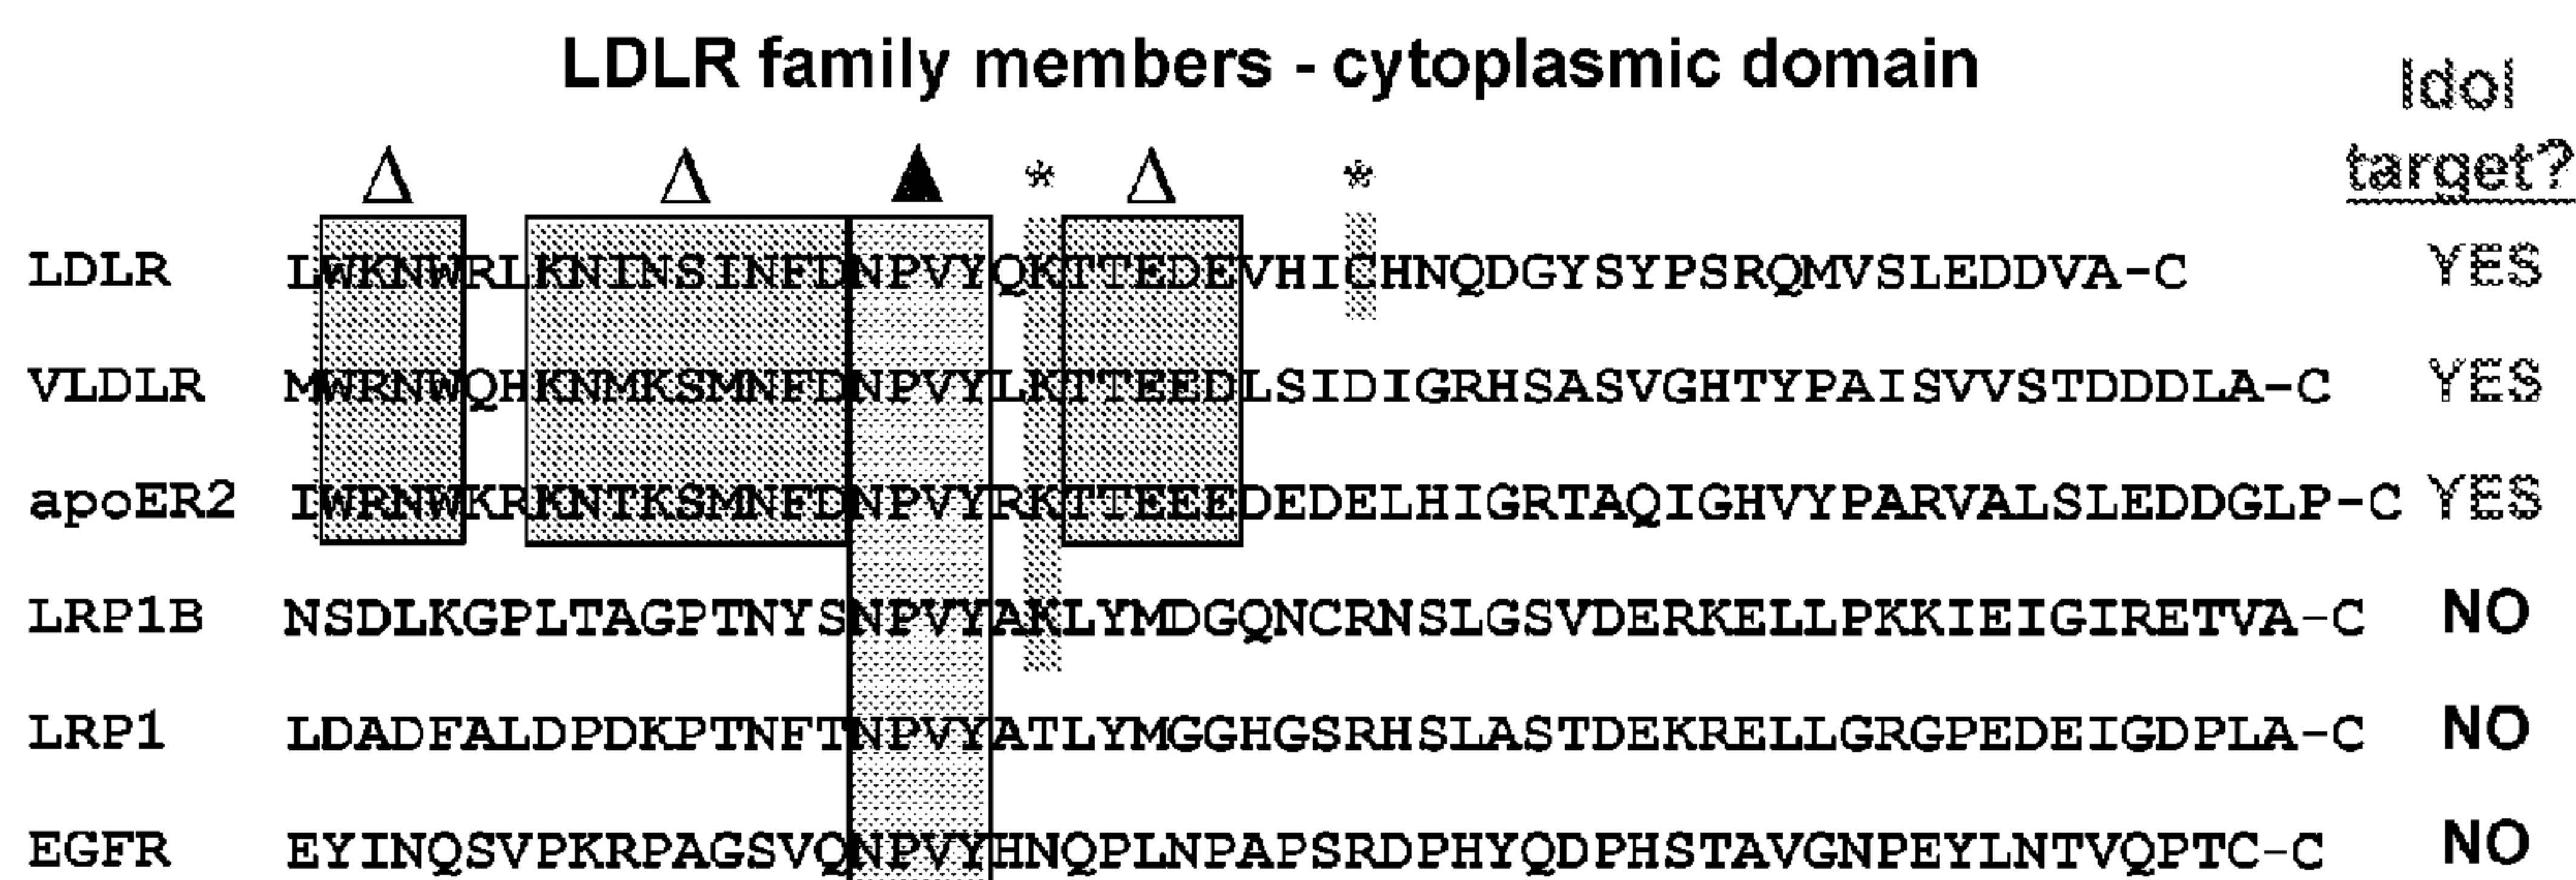 LDLR family members - cytoplasmic domain
Idol
target?
Δ Δ ▲ * Δ *
LDLR LWKNWRLKNINSINFDNPVYQKTTEDEVHICHNQDGYSYPSRQMVSLEDDVA-C YES
VLDLR MWRNWQHKNMKSMNFDNPVYLKTTEEDLSIDIGRHSASVGHTYPAISVVSTDDDLA-C YES
apoER2 IWRNWKRKNTKSMNFDNPVYRKTTEEEDEDELHIGRTAQIGHVYPARVALSLEDDGLP-C YES
LRP1B NSDLKGPLTAGPTNYSNPVYAKLYMDGQNCRNSLGSVDERKELLPKKIEIGIRETVA-C NO
LRP1 LDADFALDPDKPTNFTNPVYATLYMGGHGSRHSLASTDEKRELLGRGPEDEIGDPLA-C NO
EGFR EYINQSVPKRPAGSVQNPVYHNQPLNPAPSRDPHYQDPHSTAVGNPEYLNTVQPTC-C NO